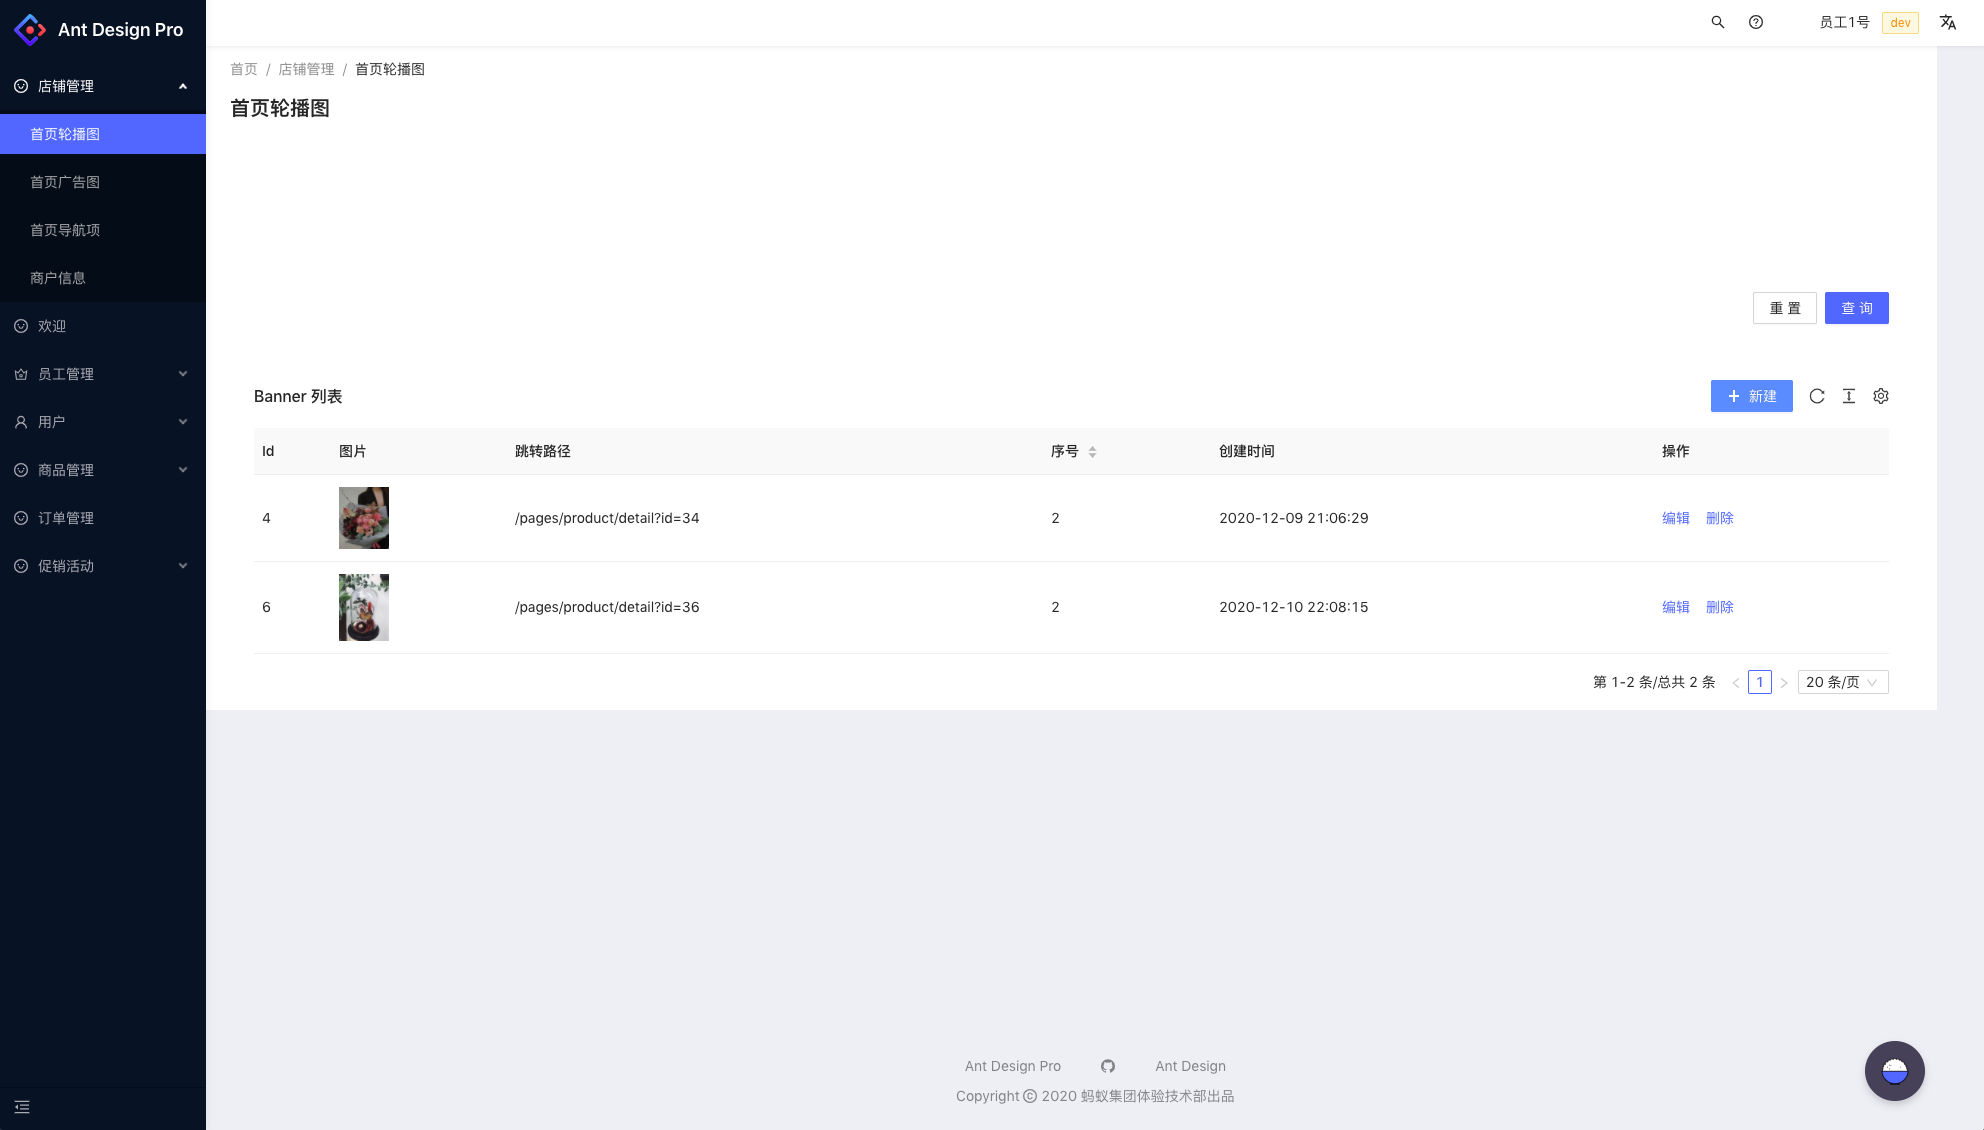 Ant Design Pro
员工1号 dev
店铺管理
首页轮播图
首页广告图
首页导航项
商户信息
欢迎
员工管理
用户
商品管理
订单管理
促销活动
首页 / 店铺管理 / 首页轮播图
首页轮播图
重 置 查 询
Banner 列表 新建
Id 图片 跳转路径 序号 创建时间 操作
4 /pages/product/detail?id=34 2 2020-12-09 21:06:29 编辑 删除
6 /pages/product/detail?id=36 2 2020-12-10 22:08:15 编辑 删除
第 1-2 条/总共 2 条 < 1 > 20 条/页
Ant Design Pro Ant Design
Copyright © 2020 蚂蚁集团体验技术部出品